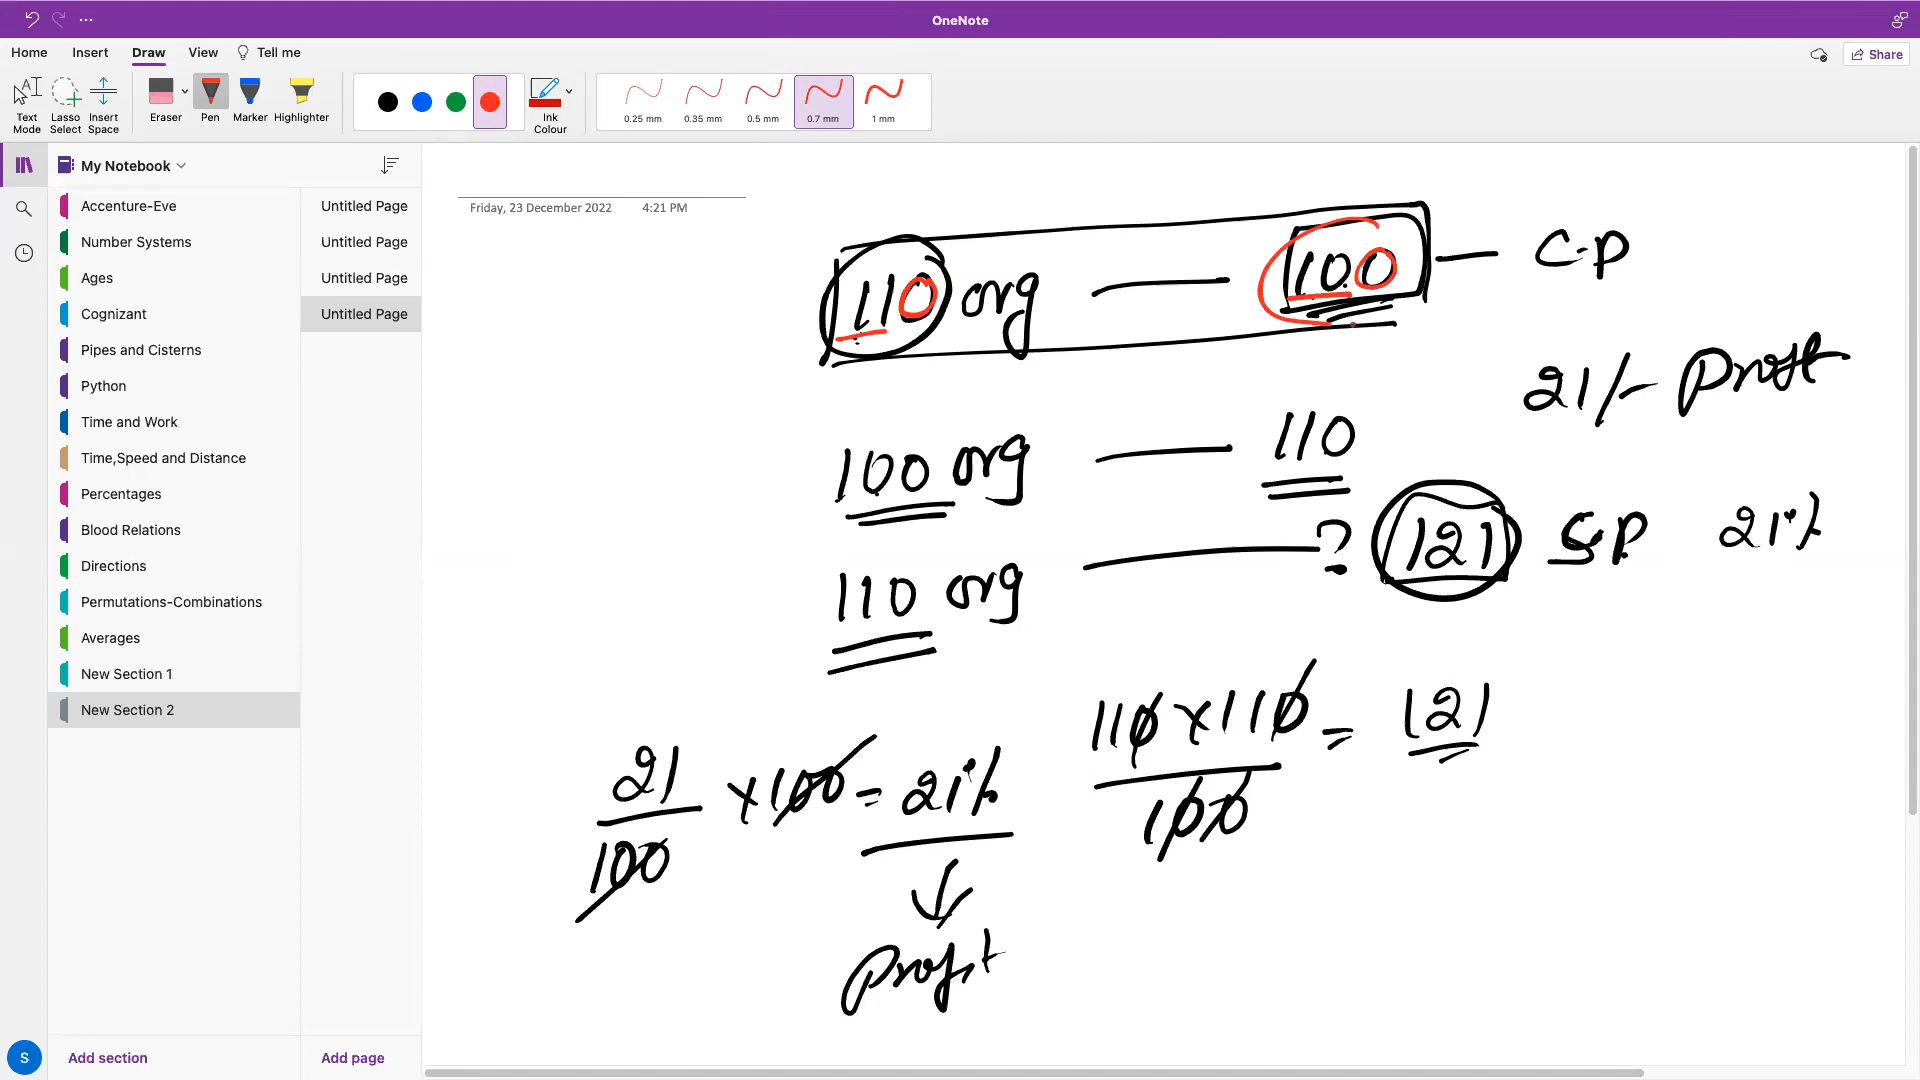 OneNote
Home Insert Draw View Tell me
Share
Text Mode
Lasso Select
Insert Space
Eraser
Pen
Marker
Highlighter
Ink Colour
0.25 mm
0.35 mm
0.5 mm
0.7 mm
1 mm
My Notebook
Accenture-Eve
Number Systems
Ages
Cognizant
Pipes and Cisterns
Python
Time and Work
Time,Speed and Distance
Percentages
Blood Relations
Directions
Permutations-Combinations
Averages
New Section 1
New Section 2
Untitled Page
Untitled Page
Untitled Page
Untitled Page
S
Add section
Add page
Friday, 23 December 2022 4:21 PM
110 org — 100 — C.P
21/- Profit
100 org — 110
110 org — ? 121 S.P 21%
110 x 110 = 121
100
21 x 100 = 21%
100
↓
Profit